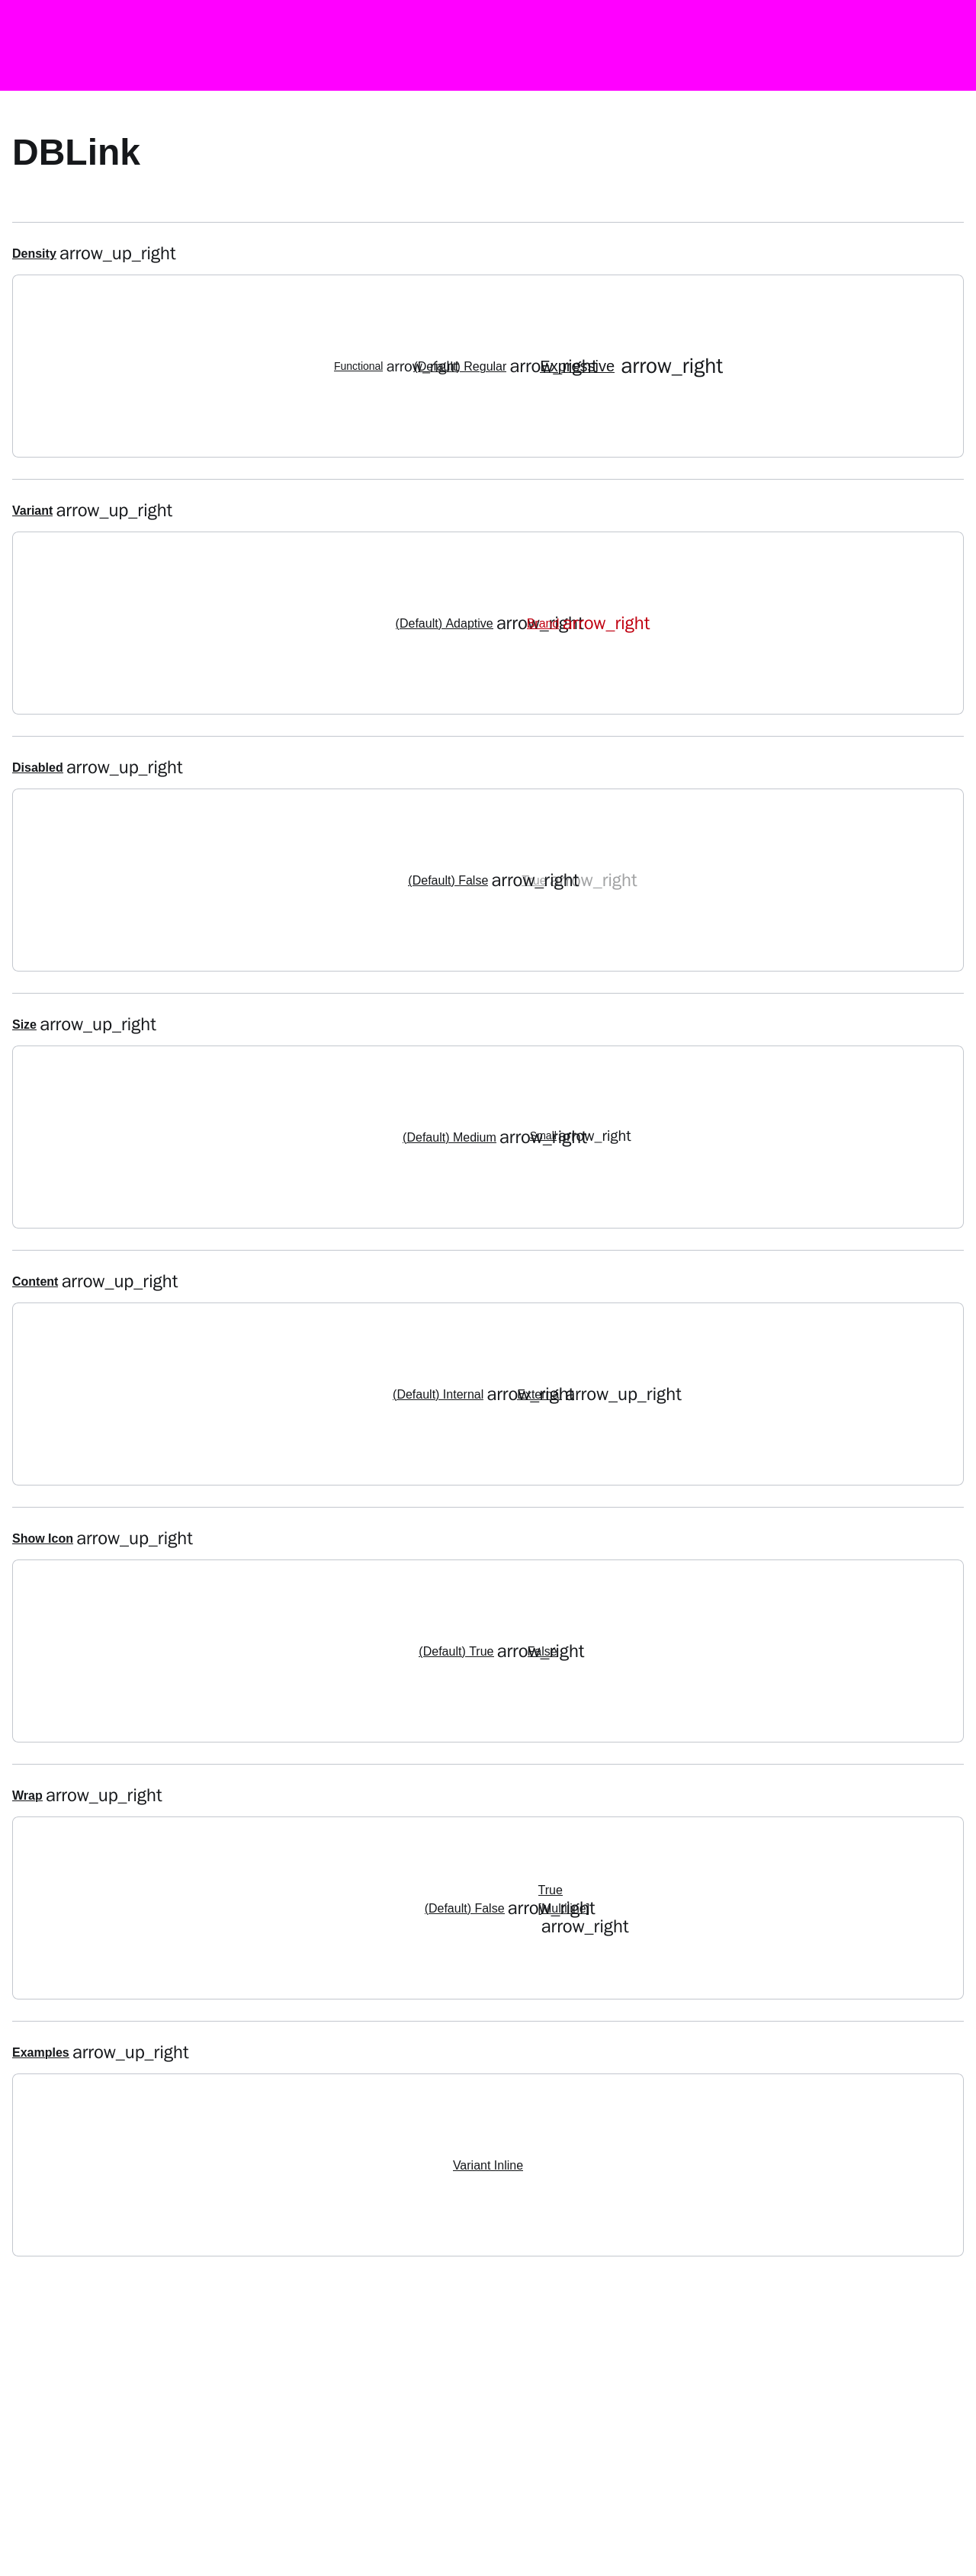 DBLink
Density arrow_up_right
Functional arrow_right (Default) Regular arrow_right Expressive arrow_right
Variant arrow_up_right
(Default) Adaptive arrow_right Brand arrow_right
Disabled arrow_up_right
(Default) False arrow_right True arrow_right
Size arrow_up_right
(Default) Medium arrow_right Small arrow_right
Content arrow_up_right
(Default) Internal arrow_right External arrow_up_right
Show Icon arrow_up_right
(Default) True arrow_right False
Wrap arrow_up_right
True
(Default) False arrow_right
arrow_right
Examples arrow_up_right
Variant Inline